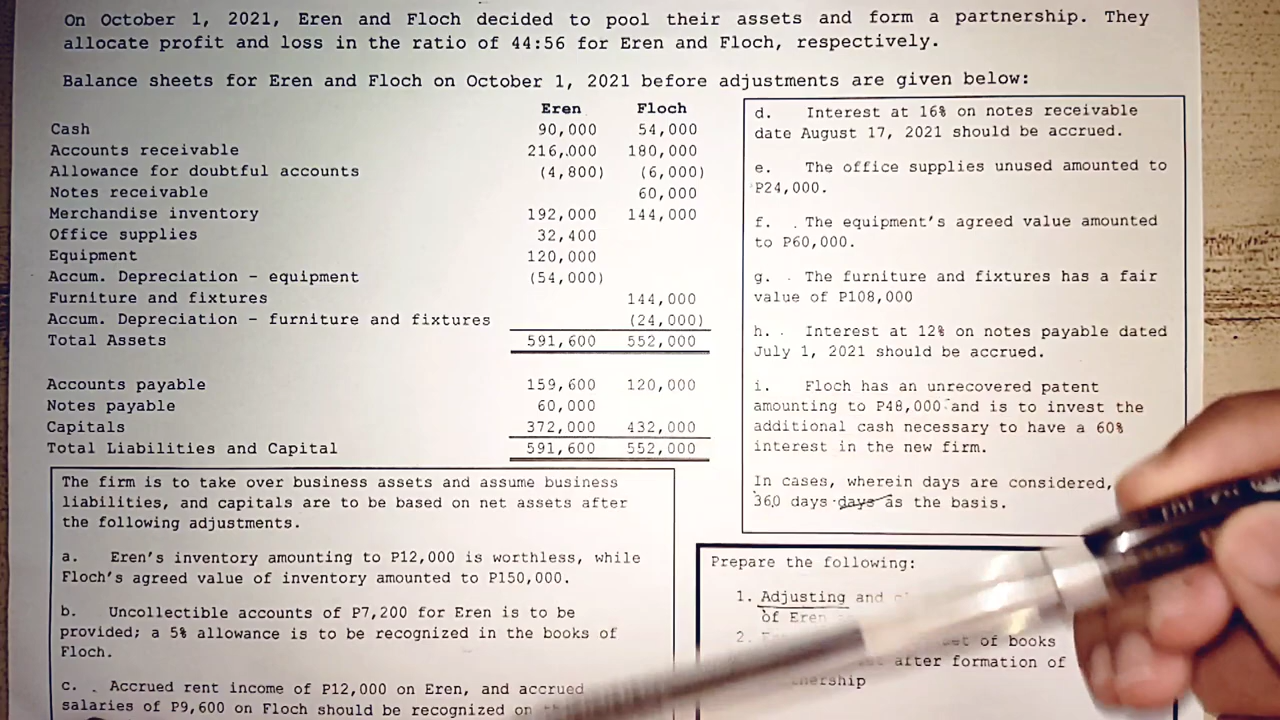 On October 1, 2021, Eren and Floch decided to pool their assets and form a partnership. They
allocate profit and loss in the ratio of 44:56 for Eren and Floch, respectively.
Balance sheets for Eren and Floch on October 1, 2021 before adjustments are given below:
Eren Floch
Cash 90,000 54,000
Accounts receivable 216,000 180,000
Allowance for doubtful accounts (4,800) (6,000)
Notes receivable 60,000
Merchandise inventory 192,000 144,000
Office supplies 32,400
Equipment 120,000
Accum. Depreciation - equipment (54,000)
Furniture and fixtures 144,000
Accum. Depreciation - furniture and fixtures (24,000)
Total Assets 591,600 552,000
Accounts payable 159,600 120,000
Notes payable 60,000
Capitals 372,000 432,000
Total Liabilities and Capital 591,600 552,000
The firm is to take over business assets and assume business
liabilities, and capitals are to be based on net assets after
the following adjustments.
a. Eren's inventory amounting to P12,000 is worthless, while
Floch's agreed value of inventory amounted to P150,000.
b. Uncollectible accounts of P7,200 for Eren is to be
provided; a 5% allowance is to be recognized in the books of
Floch.
c. Accrued rent income of P12,000 on Eren, and accrued
salaries of P9,600 on Floch should be recognized on
d. Interest at 16% on notes receivable
date August 17, 2021 should be accrued.
e. The office supplies unused amounted to
P24,000.
f. The equipment's agreed value amounted
to P60,000.
g. The furniture and fixtures has a fair
value of P108,000
h. Interest at 12% on notes payable dated
July 1, 2021 should be accrued.
i. Floch has an unrecovered patent
amounting to P48,000 and is to invest the
additional cash necessary to have a 60%
interest in the new firm.
In cases, wherein days are considered,
360 days days as the basis.
Prepare the following:
1. Adjusting and
of Eren
2. of books
after formation of